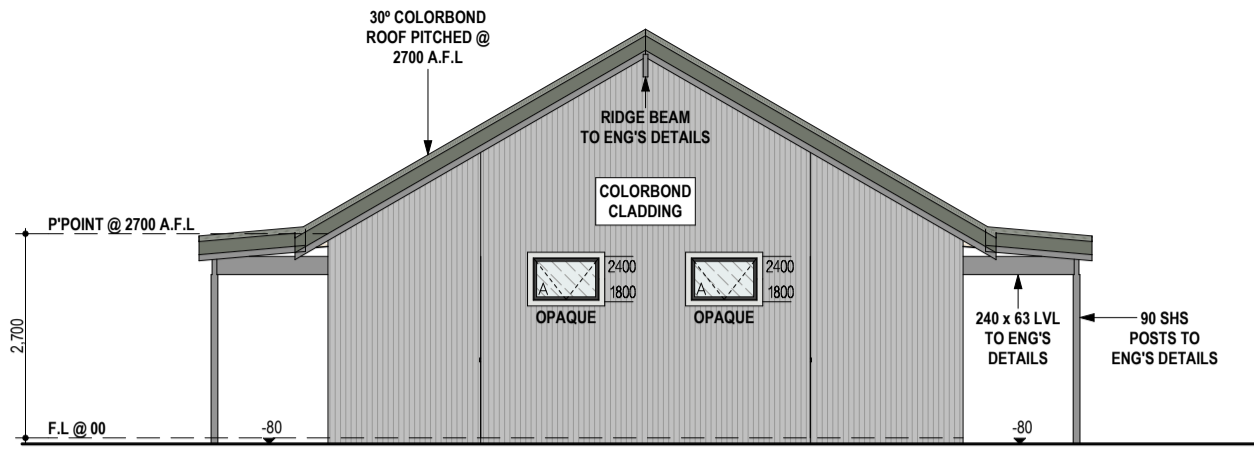 30º COLORBOND
ROOF PITCHED @
2700 A.F.L
RIDGE BEAM
TO ENG'S DETAILS
COLORBOND
CLADDING
P'POINT @ 2700 A.F.L
2,700
A
2400
1800
OPAQUE
A
2400
1800
OPAQUE
240 x 63 LVL
TO ENG'S
DETAILS
90 SHS
POSTS TO
ENG'S DETAILS
F.L @ 00
-80
-80